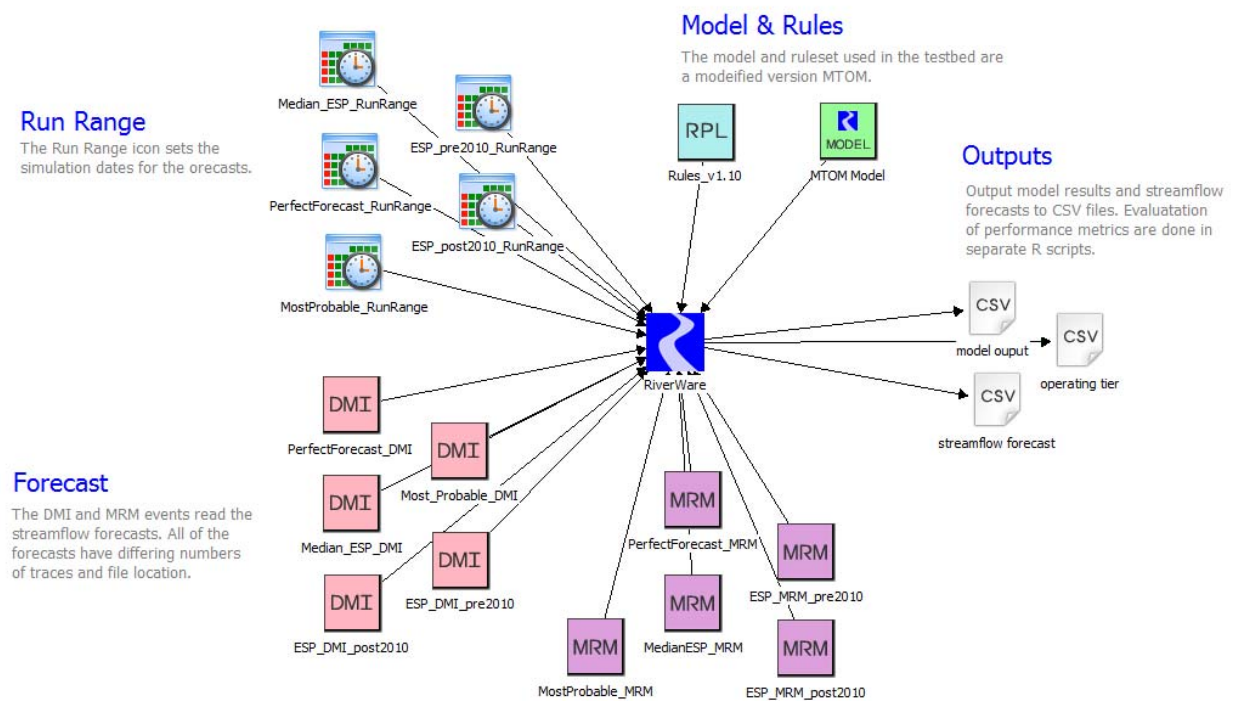 Model & Rules
The model and ruleset used in the testbed are
a modeified version MTOM.
Median_ESP_RunRange
ESP_pre2010_RunRange
Run Range
The Run Range icon sets the
simulation dates for the orecasts.
PerfectForecast_RunRange
ESP_post2010_RunRange
MostProbable_RunRange
RPL
Rules_v1.10
MODEL
MTOM Model
Outputs
Output model results and streamflow
forecasts to CSV files. Evaluatation
of performance metrics are done in
separate R scripts.
CSV
model ouput
CSV
operating tier
CSV
streamflow forecast
RiverWare
DMI
PerfectForecast_DMI
DMI
Most_Probable_DMI
Forecast
The DMI and MRM events read the
streamflow forecasts. All of the
forecasts have differing numbers
of traces and file location.
DMI
Median_ESP_DMI
DMI
ESP_DMI_pre2010
DMI
ESP_DMI_post2010
MRM
PerfectForecast_MRM
MRM
ESP_MRM_pre2010
MRM
MedianESP_MRM
MRM
MostProbable_MRM
MRM
ESP_MRM_post2010